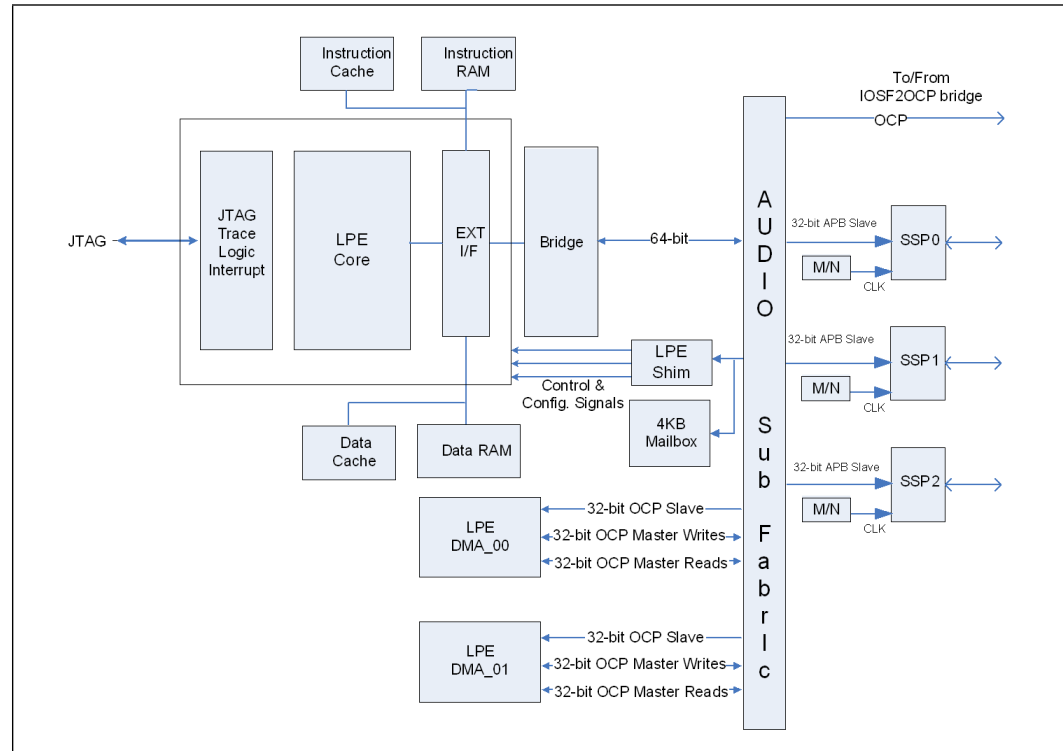 Instruction
Cache
Instruction
RAM
To/From
IOSF2OCP bridge
OCP
JTAG
JTAG
Trace
Logic
Interrupt
LPE
Core
EXT
I/F
Bridge
64-bit
AUDIO Sub FabrIc
32-bit APB Slave
SSP0
M/N
CLK
32-bit APB Slave
SSP1
M/N
CLK
LPE
Shim
Control &
Config. Signals
4KB
Mailbox
Data
Cache
Data RAM
32-bit APB Slave
SSP2
M/N
CLK
LPE
DMA_00
32-bit OCP Slave
32-bit OCP Master Writes
32-bit OCP Master Reads
LPE
DMA_01
32-bit OCP Slave
32-bit OCP Master Writes
32-bit OCP Master Reads